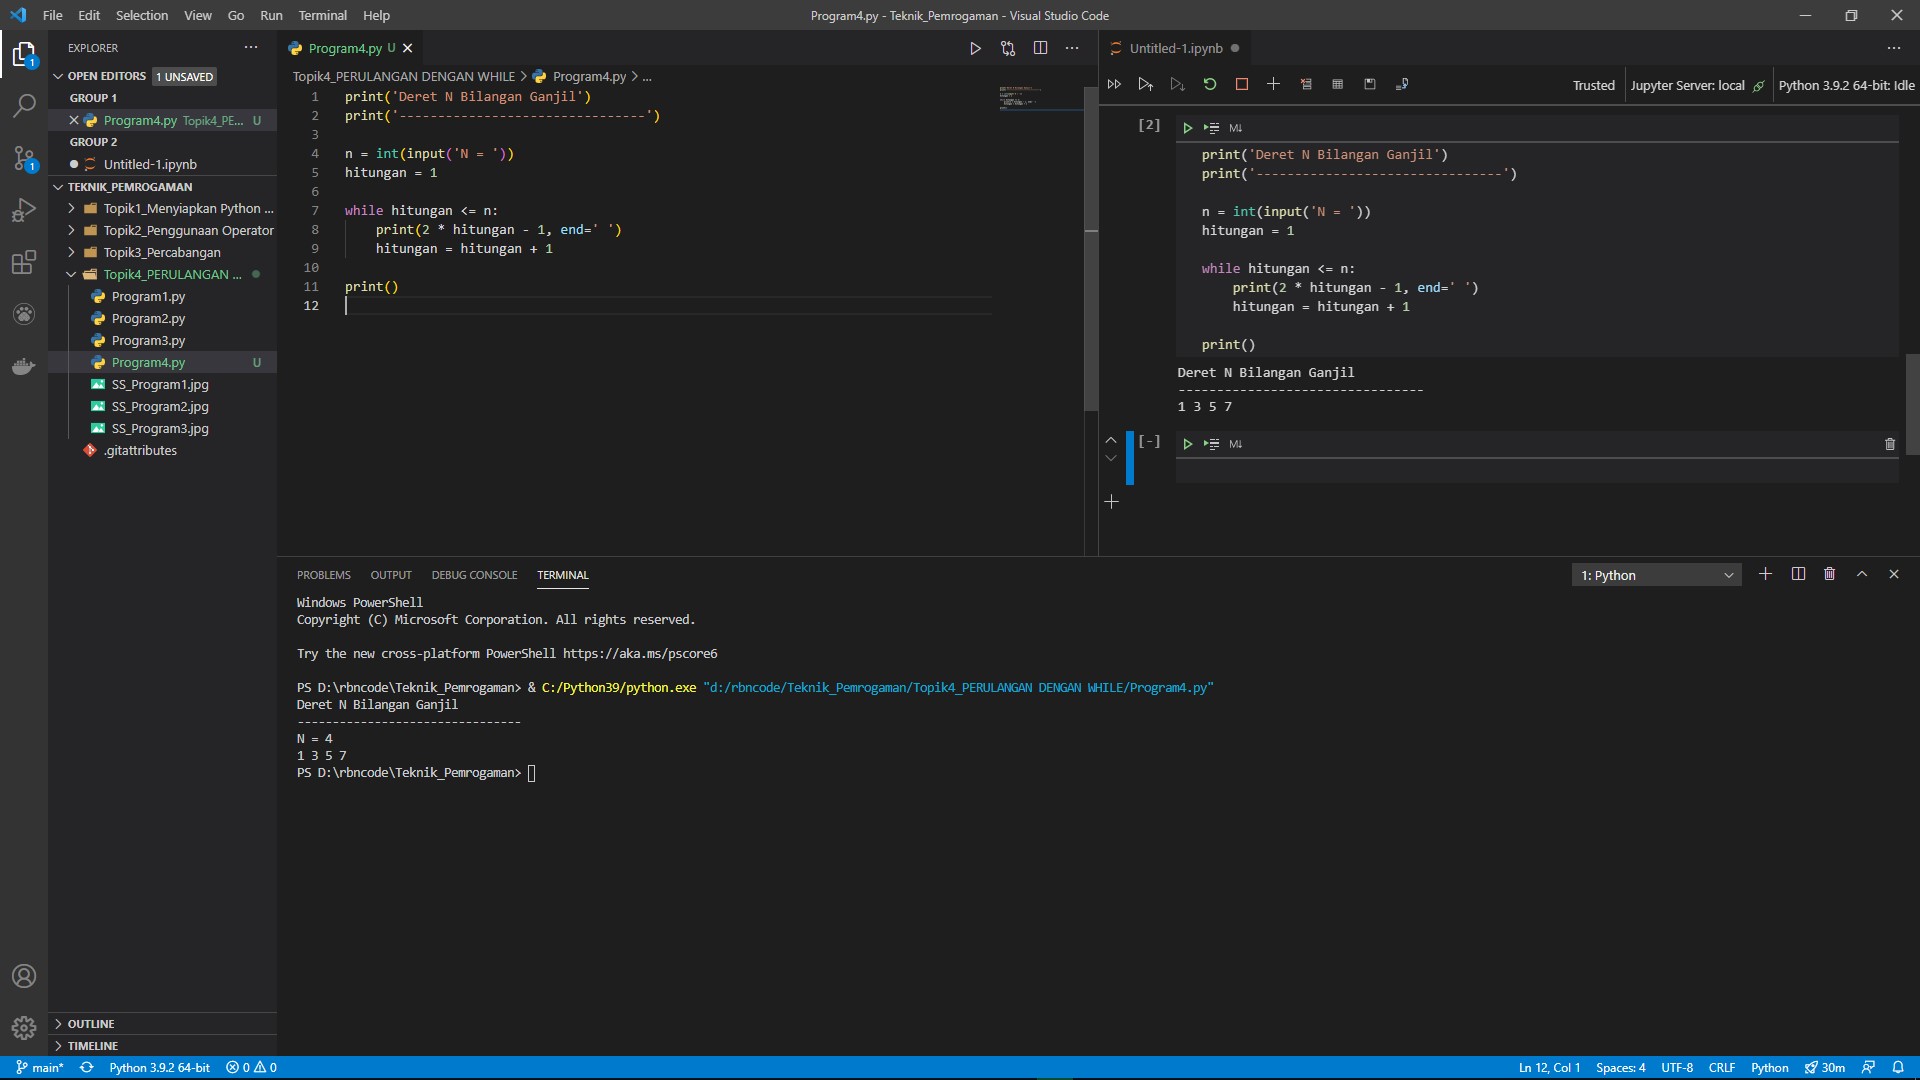 File Edit Selection View Go Run Terminal Help
Program4.py - Teknik_Pemrogaman - Visual Studio Code
EXPLORER
OPEN EDITORS 1 UNSAVED
GROUP 1
Program4.py Topik4_PE... U
GROUP 2
Untitled-1.ipynb
TEKNIK_PEMROGAMAN
Topik1_Menyiapkan Python ...
Topik2_Penggunaan Operator
Topik3_Percabangan
Topik4_PERULANGAN ...
Program1.py
Program2.py
Program3.py
Program4.py U
SS_Program1.jpg
SS_Program2.jpg
SS_Program3.jpg
.gitattributes
OUTLINE
TIMELINE
Program4.py U
Topik4_PERULANGAN DENGAN WHILE > Program4.py > ...
1 print('Deret N Bilangan Ganjil')
2 print('--------------------------------')
3
4 n = int(input('N = '))
5 hitungan = 1
6
7 while hitungan <= n:
8     print(2 * hitungan - 1, end=' ')
9     hitungan = hitungan + 1
10
11 print()
12
Untitled-1.ipynb
Trusted Jupyter Server: local Python 3.9.2 64-bit: Idle
[2] M↓
print('Deret N Bilangan Ganjil')
print('--------------------------------')
n = int(input('N = '))
hitungan = 1
while hitungan <= n:
    print(2 * hitungan - 1, end=' ')
    hitungan = hitungan + 1
print()
Deret N Bilangan Ganjil
--------------------------------
1 3 5 7
[-] M↓
PROBLEMS OUTPUT DEBUG CONSOLE TERMINAL
1: Python
Windows PowerShell
Copyright (C) Microsoft Corporation. All rights reserved.
Try the new cross-platform PowerShell https://aka.ms/pscore6
PS D:\rbncode\Teknik_Pemrogaman> & C:/Python39/python.exe "d:/rbncode/Teknik_Pemrogaman/Topik4_PERULANGAN DENGAN WHILE/Program4.py"
Deret N Bilangan Ganjil
--------------------------------
N = 4
1 3 5 7
PS D:\rbncode\Teknik_Pemrogaman>
main* Python 3.9.2 64-bit 0 0
Ln 12, Col 1 Spaces: 4 UTF-8 CRLF Python 30m